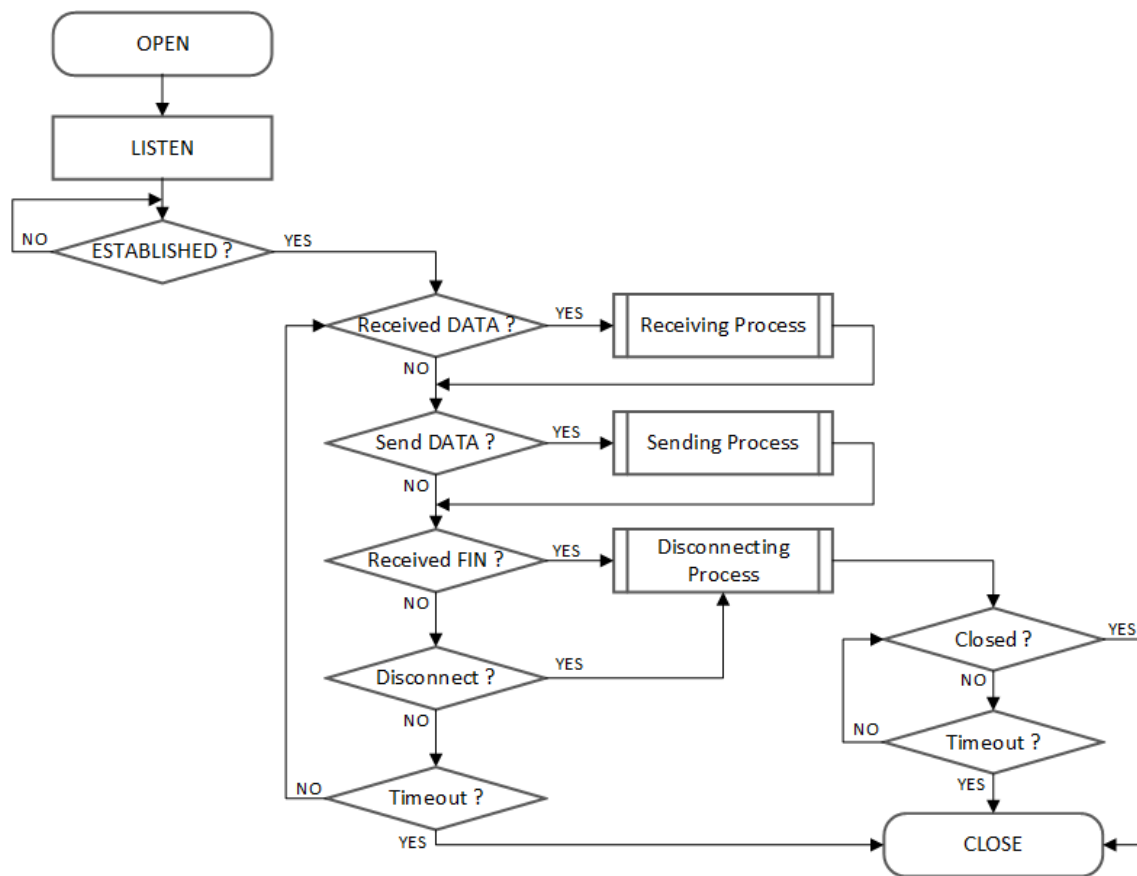 OPEN
LISTEN
NO
ESTABLISHED ?
YES
Received DATA ?
YES
Receiving Process
NO
Send DATA ?
YES
Sending Process
NO
Received FIN ?
YES
Disconnecting
Process
NO
Closed ?
YES
Disconnect ?
YES
NO
NO
NO
Timeout ?
NO
Timeout ?
YES
YES
CLOSE